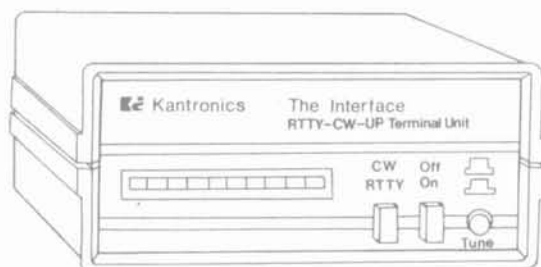 Kantronics The Interface
RTTY-CW-UP Terminal Unit
CW Off
RTTY On
Tune